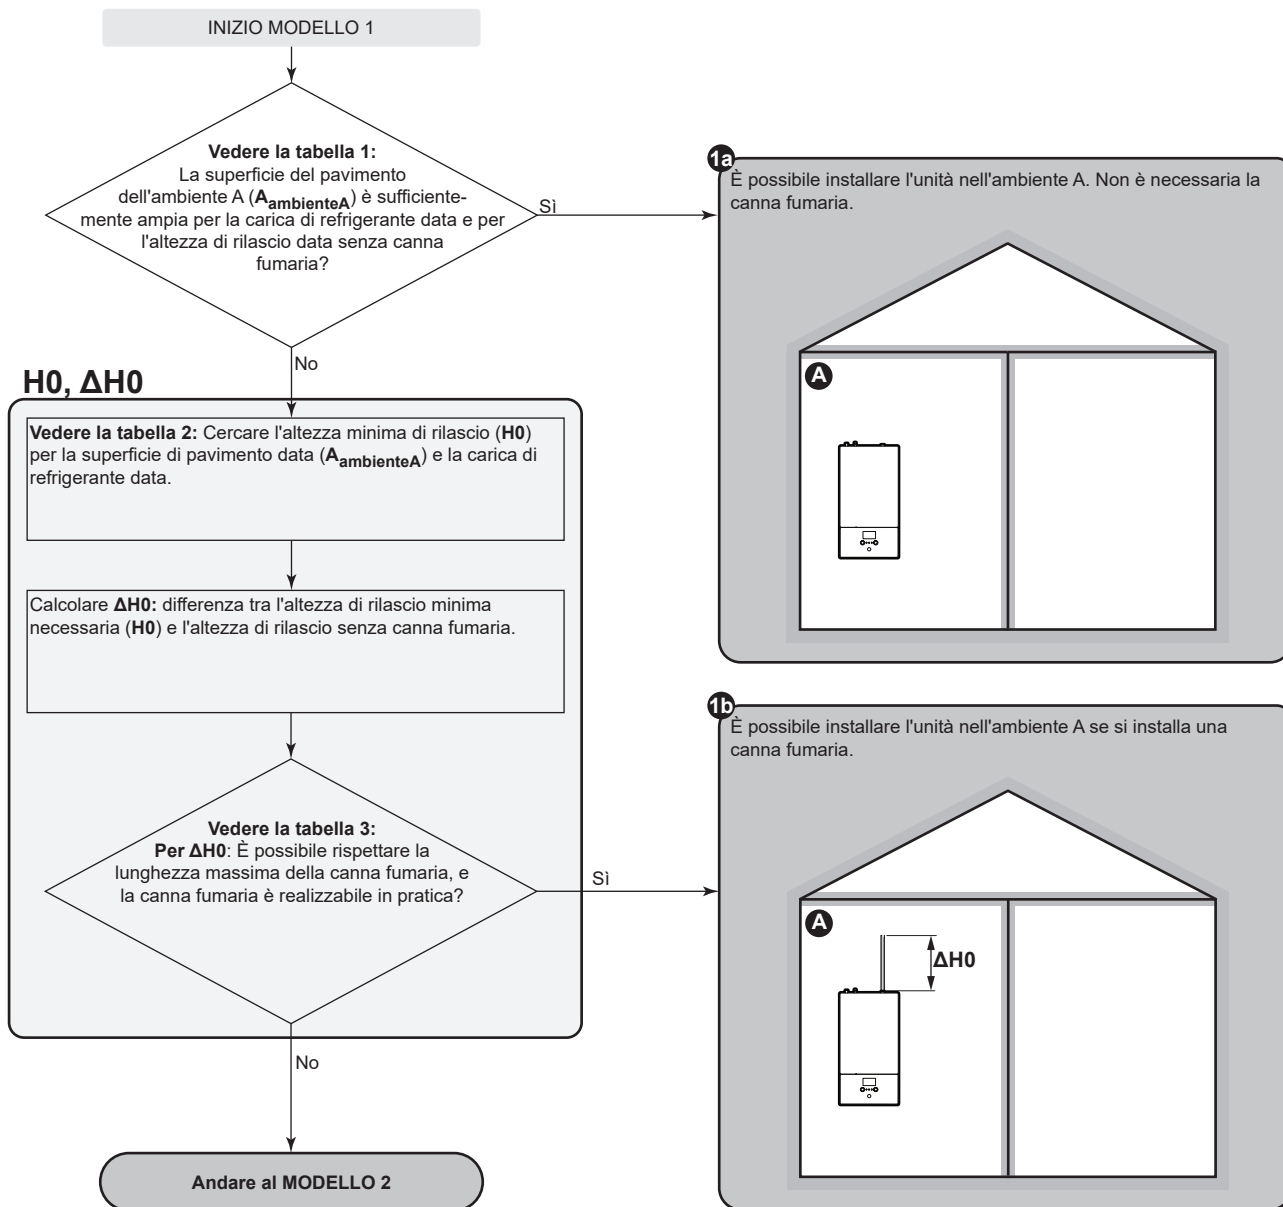 INIZIO MODELLO 1
Vedere la tabella 1:
La superficie del pavimento
dell'ambiente A (AambienteA) è sufficiente-
mente ampia per la carica di refrigerante data e per
l'altezza di rilascio data senza canna
fumaria?
Sì
No
1a
È possibile installare l'unità nell'ambiente A. Non è necessaria la
canna fumaria.
A
H0, ΔH0
Vedere la tabella 2: Cercare l'altezza minima di rilascio (H0)
per la superficie di pavimento data (AambienteA) e la carica di
refrigerante data.
Calcolare ΔH0: differenza tra l'altezza di rilascio minima
necessaria (H0) e l'altezza di rilascio senza canna fumaria.
Vedere la tabella 3:
Per ΔH0: È possibile rispettare la
lunghezza massima della canna fumaria, e
la canna fumaria è realizzabile in pratica?
Sì
No
1b
È possibile installare l'unità nell'ambiente A se si installa una
canna fumaria.
A
ΔH0
Andare al MODELLO 2